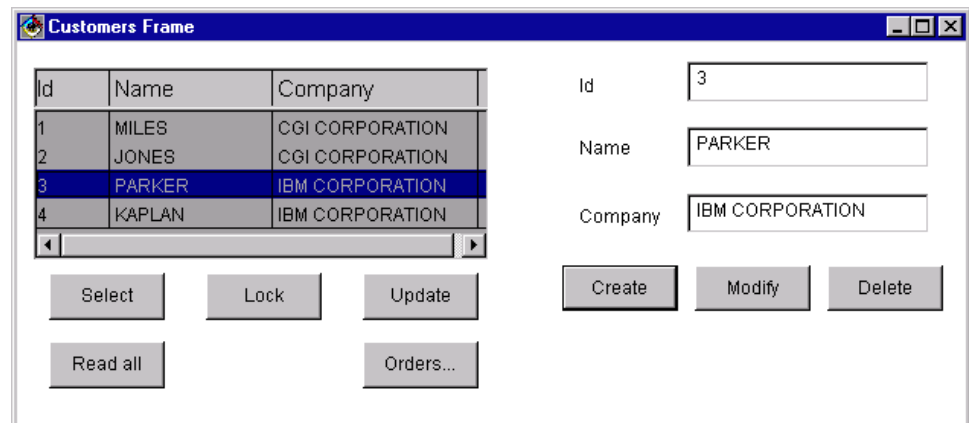 Customers Frame
Id Name Company
1 MILES CGI CORPORATION
2 JONES CGI CORPORATION
3 PARKER IBM CORPORATION
4 KAPLAN IBM CORPORATION
Select Lock Update
Read all Orders...
Id 3
Name PARKER
Company IBM CORPORATION
Create Modify Delete